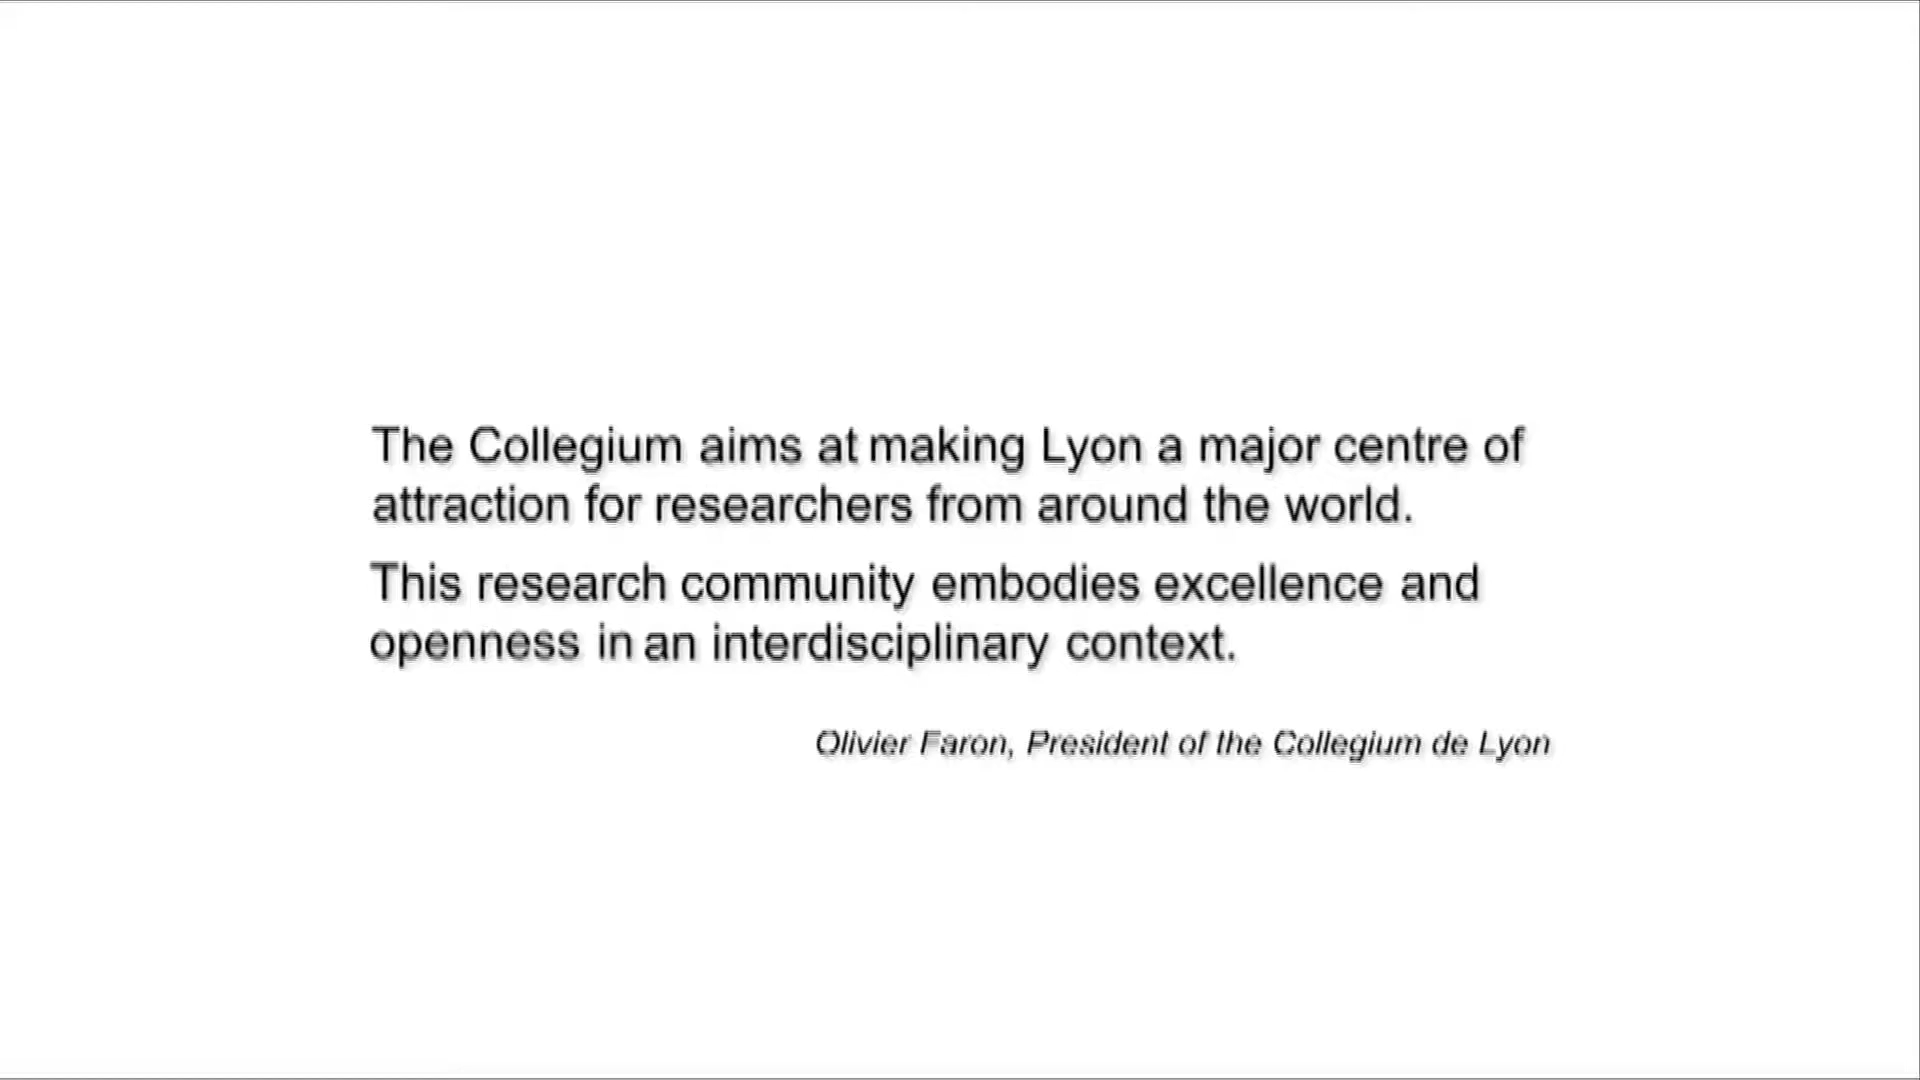 The Collegium aims at making Lyon a major centre of
attraction for researchers from around the world.
This research community embodies excellence and
openness in an interdisciplinary context.
Olivier Faron, President of the Collegium de Lyon